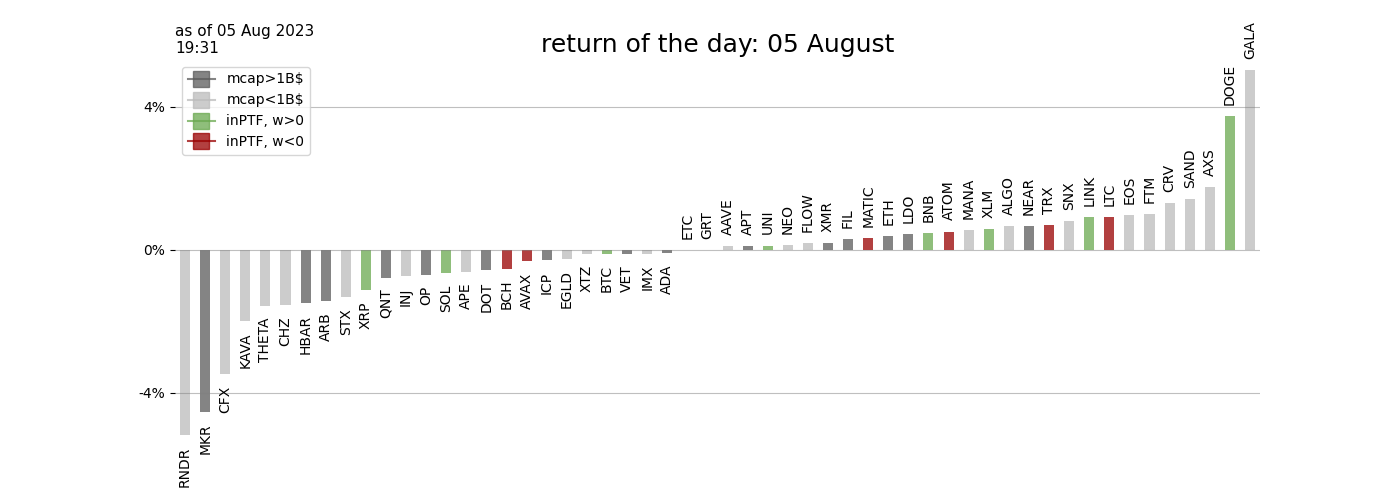 as of 05 Aug 2023
19:31
return of the day: 05 August
mcap>1B$
mcap<1B$
inPTF, w>0
inPTF, w<0
4%
0%
-4%
RNDR
MKR
CFX
KAVA
THETA
CHZ
HBAR
ARB
STX
XRP
QNT
INJ
OP
SOL
APE
DOT
BCH
AVAX
ICP
EGLD
XTZ
BTC
VET
IMX
ADA
ETC
GRT
AAVE
APT
UNI
NEO
FLOW
XMR
FIL
MATIC
ETH
LDO
BNB
ATOM
MANA
XLM
ALGO
NEAR
TRX
SNX
LINK
LTC
EOS
FTM
CRV
SAND
AXS
DOGE
GALA